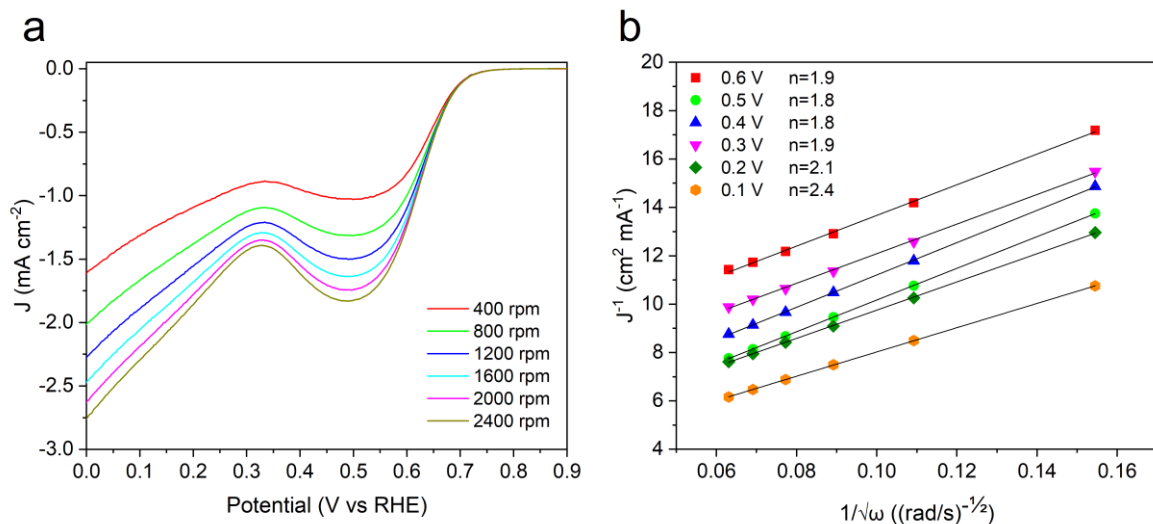 a
0.0
-0.5
-1.0
-1.5
-2.0
-2.5
-3.0
J (mA cm⁻²)
0.0 0.1 0.2 0.3 0.4 0.5 0.6 0.7 0.8 0.9
Potential (V vs RHE)
400 rpm
800 rpm
1200 rpm
1600 rpm
2000 rpm
2400 rpm
b
20
18
16
14
12
10
8
6
4
J⁻¹ (cm² mA⁻¹)
0.06 0.08 0.10 0.12 0.14 0.16
1/√ω ((rad/s)⁻½)
0.6 V n=1.9
0.5 V n=1.8
0.4 V n=1.8
0.3 V n=1.9
0.2 V n=2.1
0.1 V n=2.4